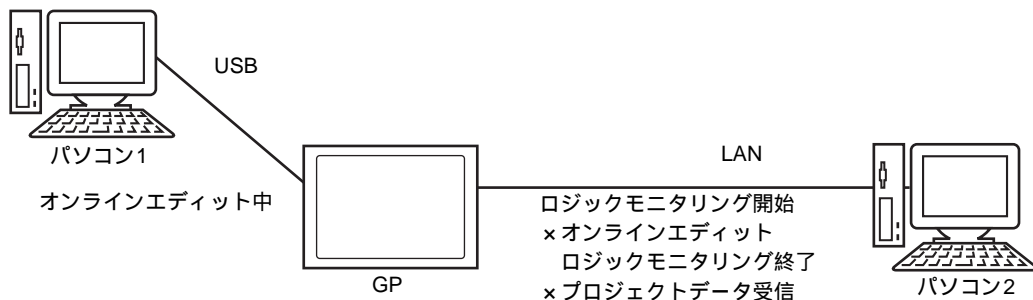 USB
パソコン1
オンラインエディット中
GP
LAN
ロジックモニタリング開始
×オンラインエディット
ロジックモニタリング終了
×プロジェクトデータ受信
パソコン2